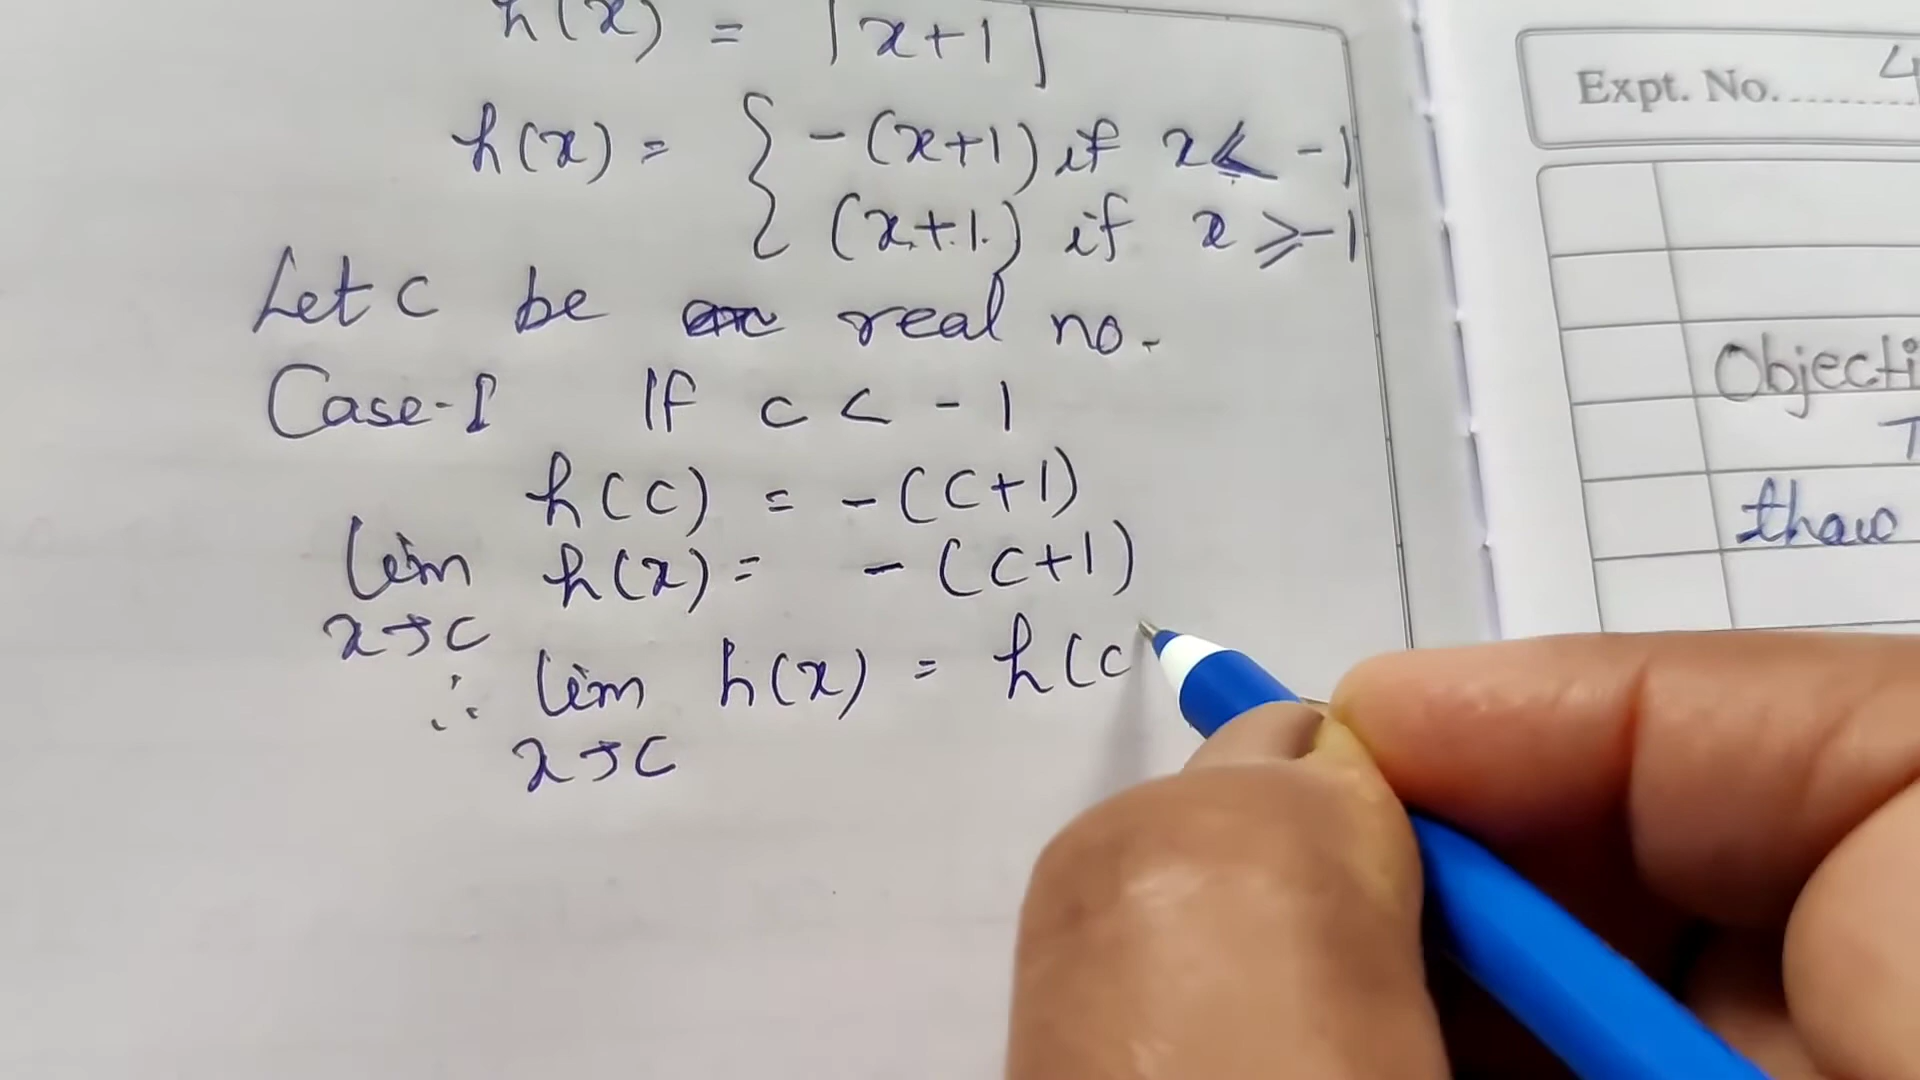 h(x) = |x+1|
h(x) = { -(x+1) if x < -1
(x+1) if x ⩾ -1
Let c be real no.
Case-I If c < -1
h(c) = -(c+1)
lim h(x) = -(c+1)
x→c
∴ lim h(x) = h(c
x→c
Expt. No. 4
Objecti
T
thaw